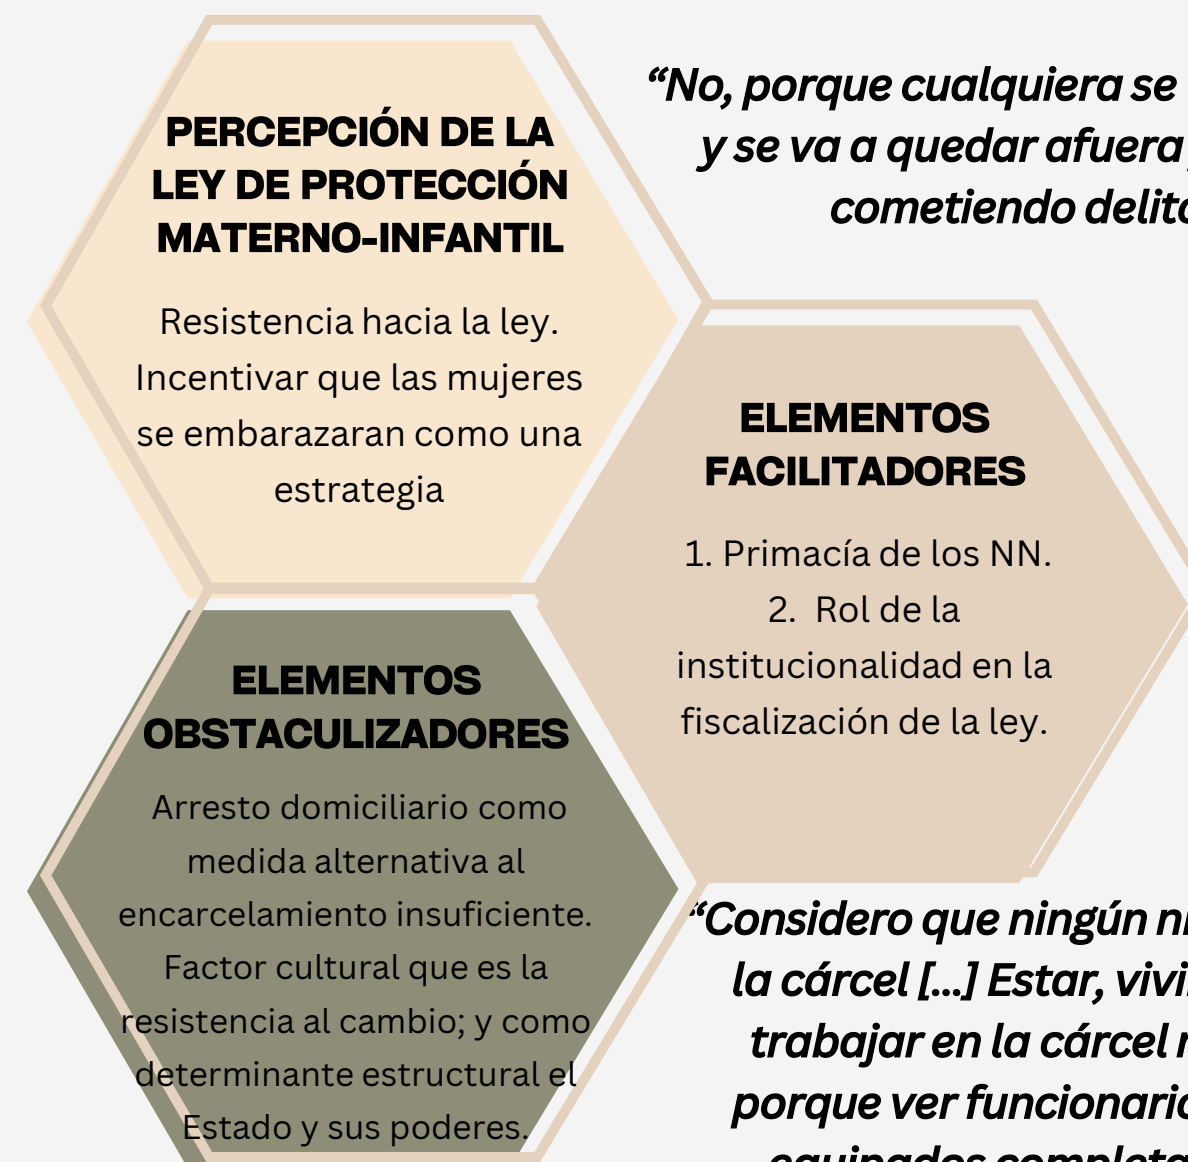 PERCEPCIÓN DE LA
LEY DE PROTECCIÓN
MATERNO-INFANTIL
Resistencia hacia la ley.
Incentivar que las mujeres
se embarazaran como una
estrategia
“No, porque cualquiera se
y se va a quedar afuera
cometiendo
ELEMENTOS
FACILITADORES
1. Primacía de los NN.
2. Rol de la
institucionalidad en la
fiscalización de la ley.
ELEMENTOS
OBSTACULIZADORES
Arresto domiciliario como
medida alternativa al
encarcelamiento insuficiente.
Factor cultural que es la
resistencia al cambio; y como
determinante estructural el
Estado y sus poderes.
“Considero que ningún
la cárcel [...] Estar,
trabajar en la cárcel
porque ver